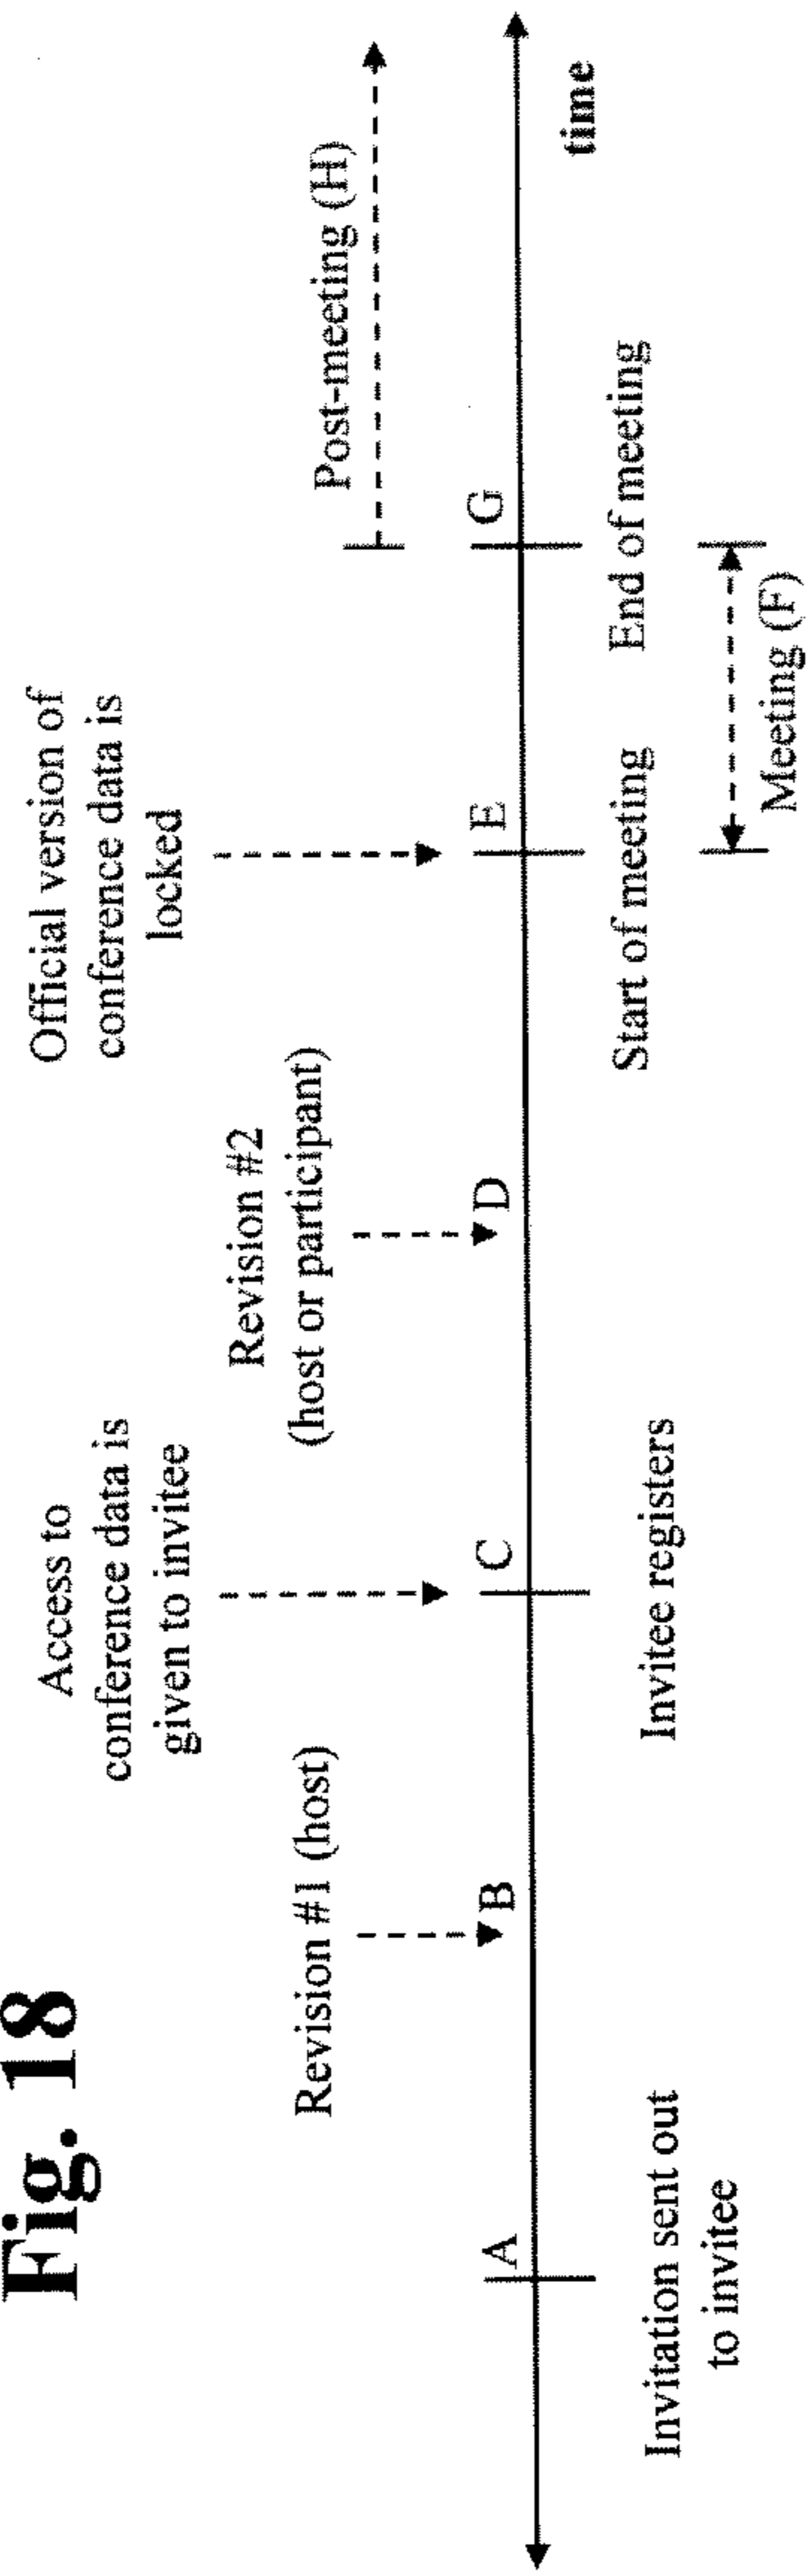 Fig. 18
Access to
conference data is
given to invitee
Official version of
conference data is
locked
Revision #1 (host)
Revision #2
(host or participant)
Post-meeting (H)
A
B
C
D
E
G
time
Invitation sent out
to invitee
Invitee registers
Start of meeting
End of meeting
Meeting (F)